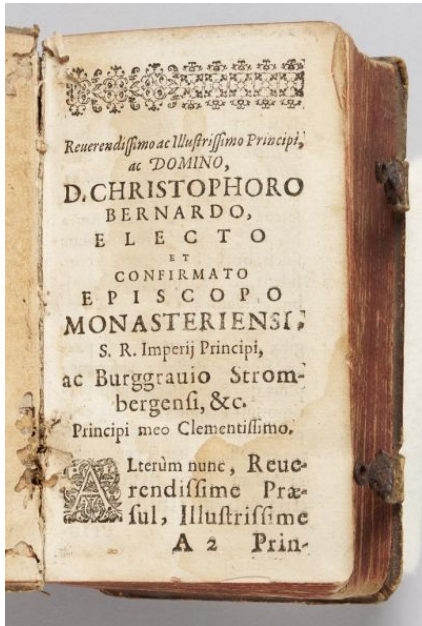 Reuerendissimo ac Illustrissimo Principi,
ac DOMINO,
D. CHRISTOPHORO
BERNARDO,
ELECTO
ET
CONFIRMATO
EPISCOPO
MONASTERIENSI,
S. R. Imperij Principi,
ac Burggrauio Strom-
bergensi, &c.
Principi meo Clementissimo.
ALterùm nunc, Reue-
rendissime Præ-
sul, Illustrissime
A 2 Prin-